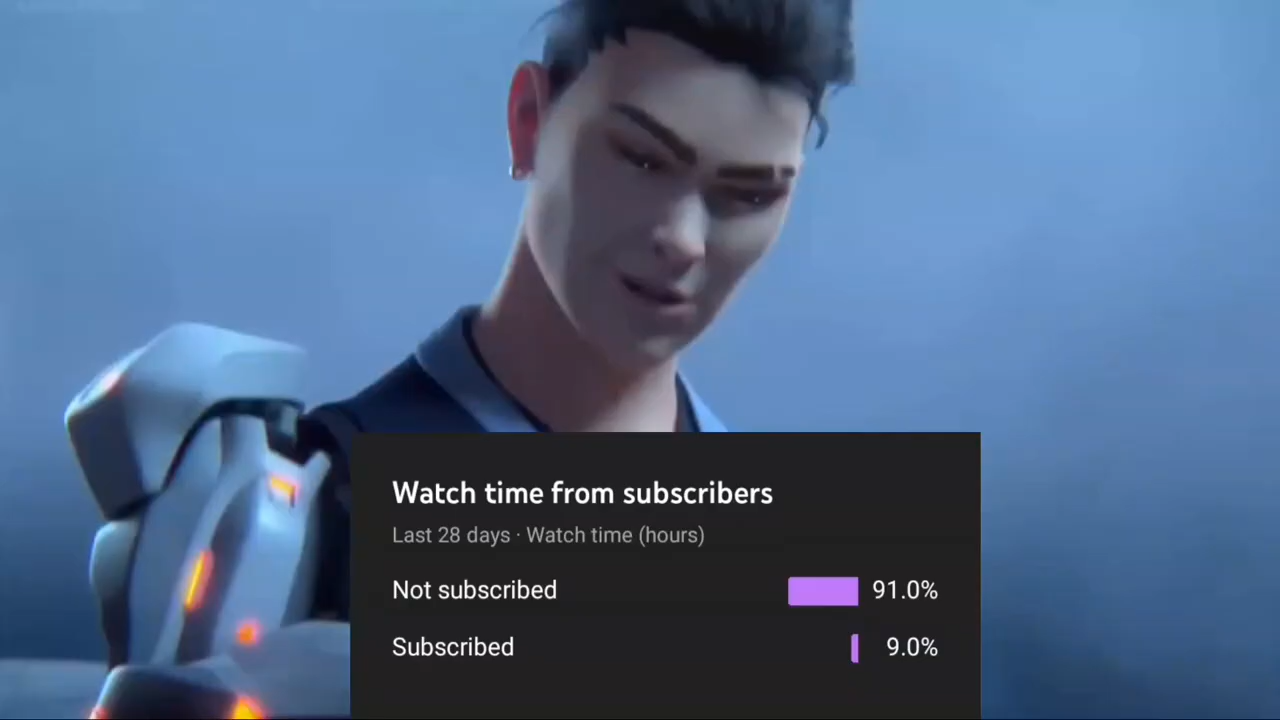 Watch time from subscribers
Last 28 days · Watch time (hours)
Not subscribed 91.0%
Subscribed 9.0%